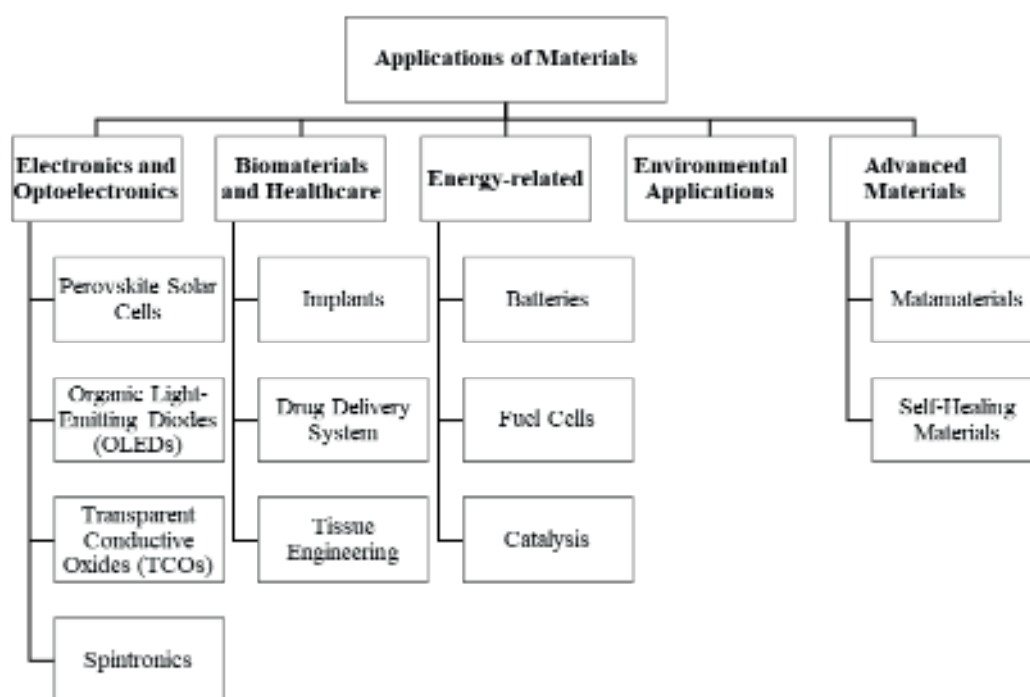 Applications of Materials
Electronics and
Optoelectronics
Biomaterials
and Healthcare
Energy-related
Environmental
Applications
Advanced
Materials
Perovskite Solar
Cells
Organic Light-
Emitting Diodes
(OLEDs)
Transparent
Conductive
Oxides (TCOs)
Spintronics
Implants
Drug Delivery
System
Tissue
Engineering
Batteries
Fuel Cells
Catalysis
Matamaterials
Self-Healing
Materials